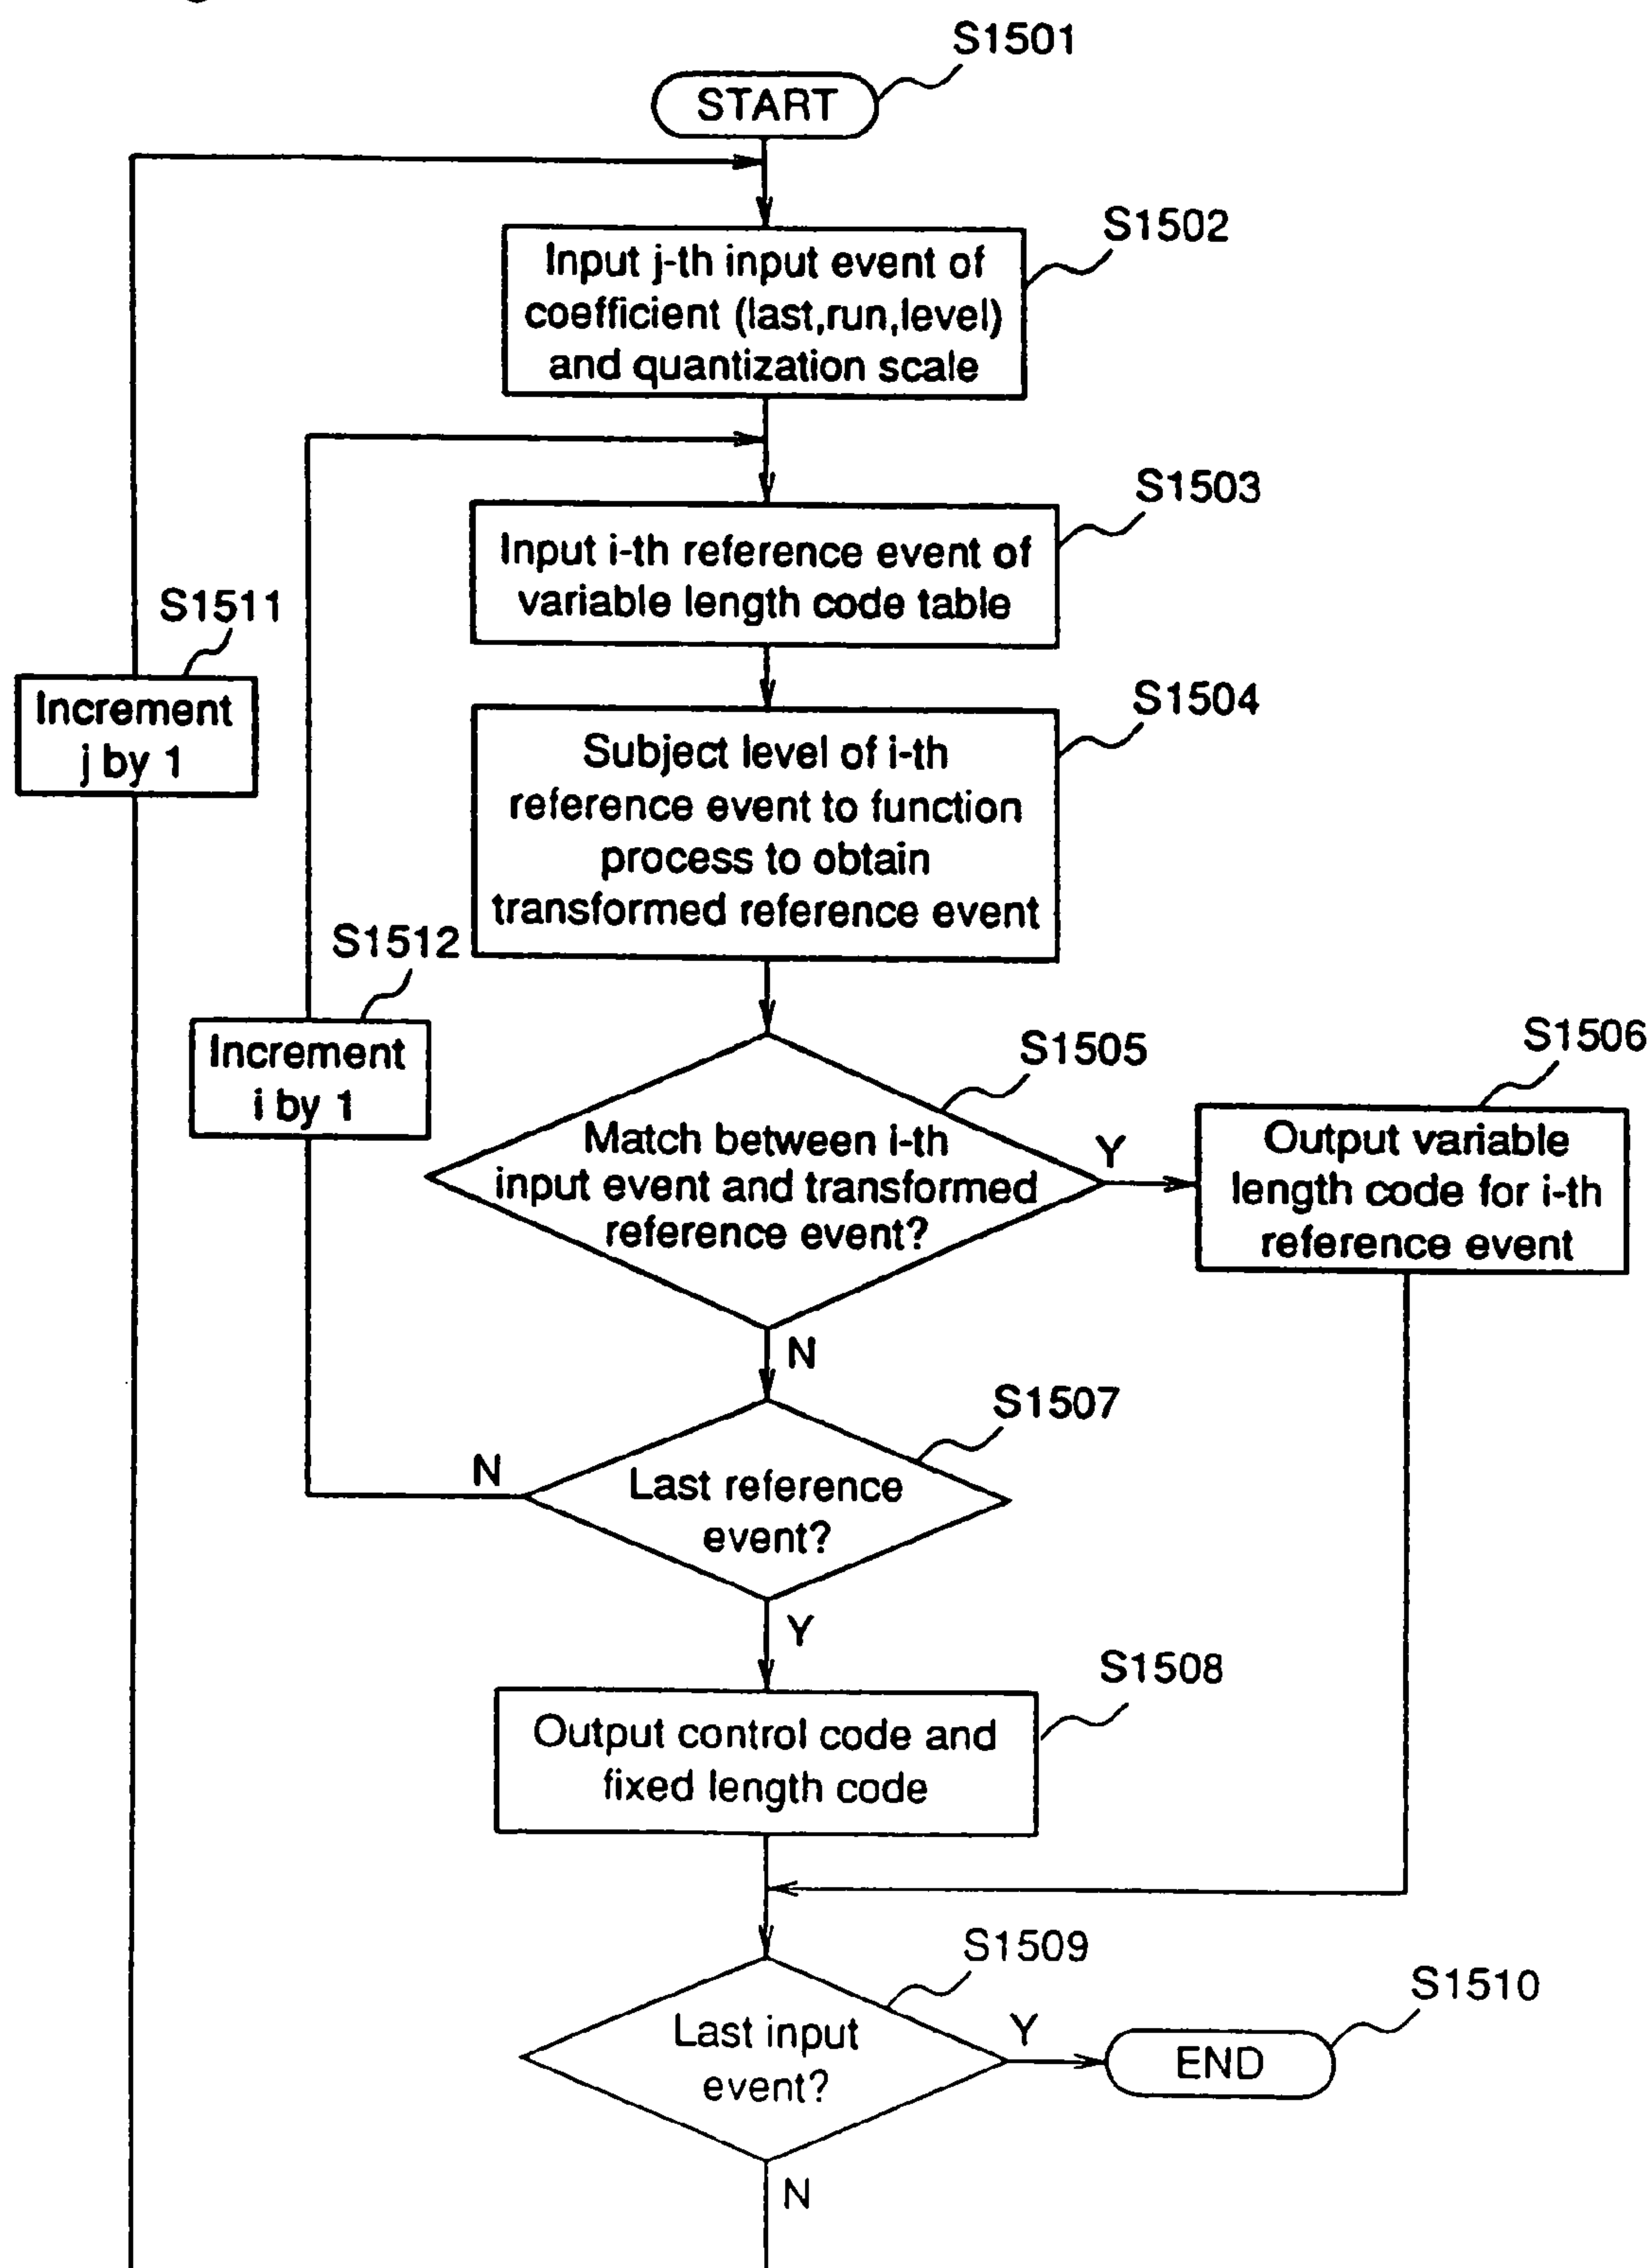 S1501
START
S1502
Input j-th input event of
coefficient (last,run,level)
and quantization scale
S1503
Input i-th reference event of
variable length code table
S1511
Increment
j by 1
S1504
Subject level of i-th
reference event to function
process to obtain
transformed reference event
S1512
Increment
i by 1
S1505
Match between i-th
input event and transformed
reference event?
Y
S1506
Output variable
length code for i-th
reference event
N
S1507
Last reference
event?
N
Y
S1508
Output control code and
fixed length code
S1509
Last input
event?
Y
S1510
END
N